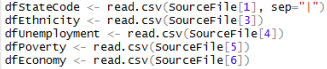 dfStateCode <- read.csv(SourceFile[1], sep="|")
dfEthnicity <- read.csv(SourceFile[3])
dfUnemployment <- read.csv(SourceFile[4])
dfPoverty <- read.csv(SourceFile[5])
dfEconomy <- read.csv(SourceFile[6])